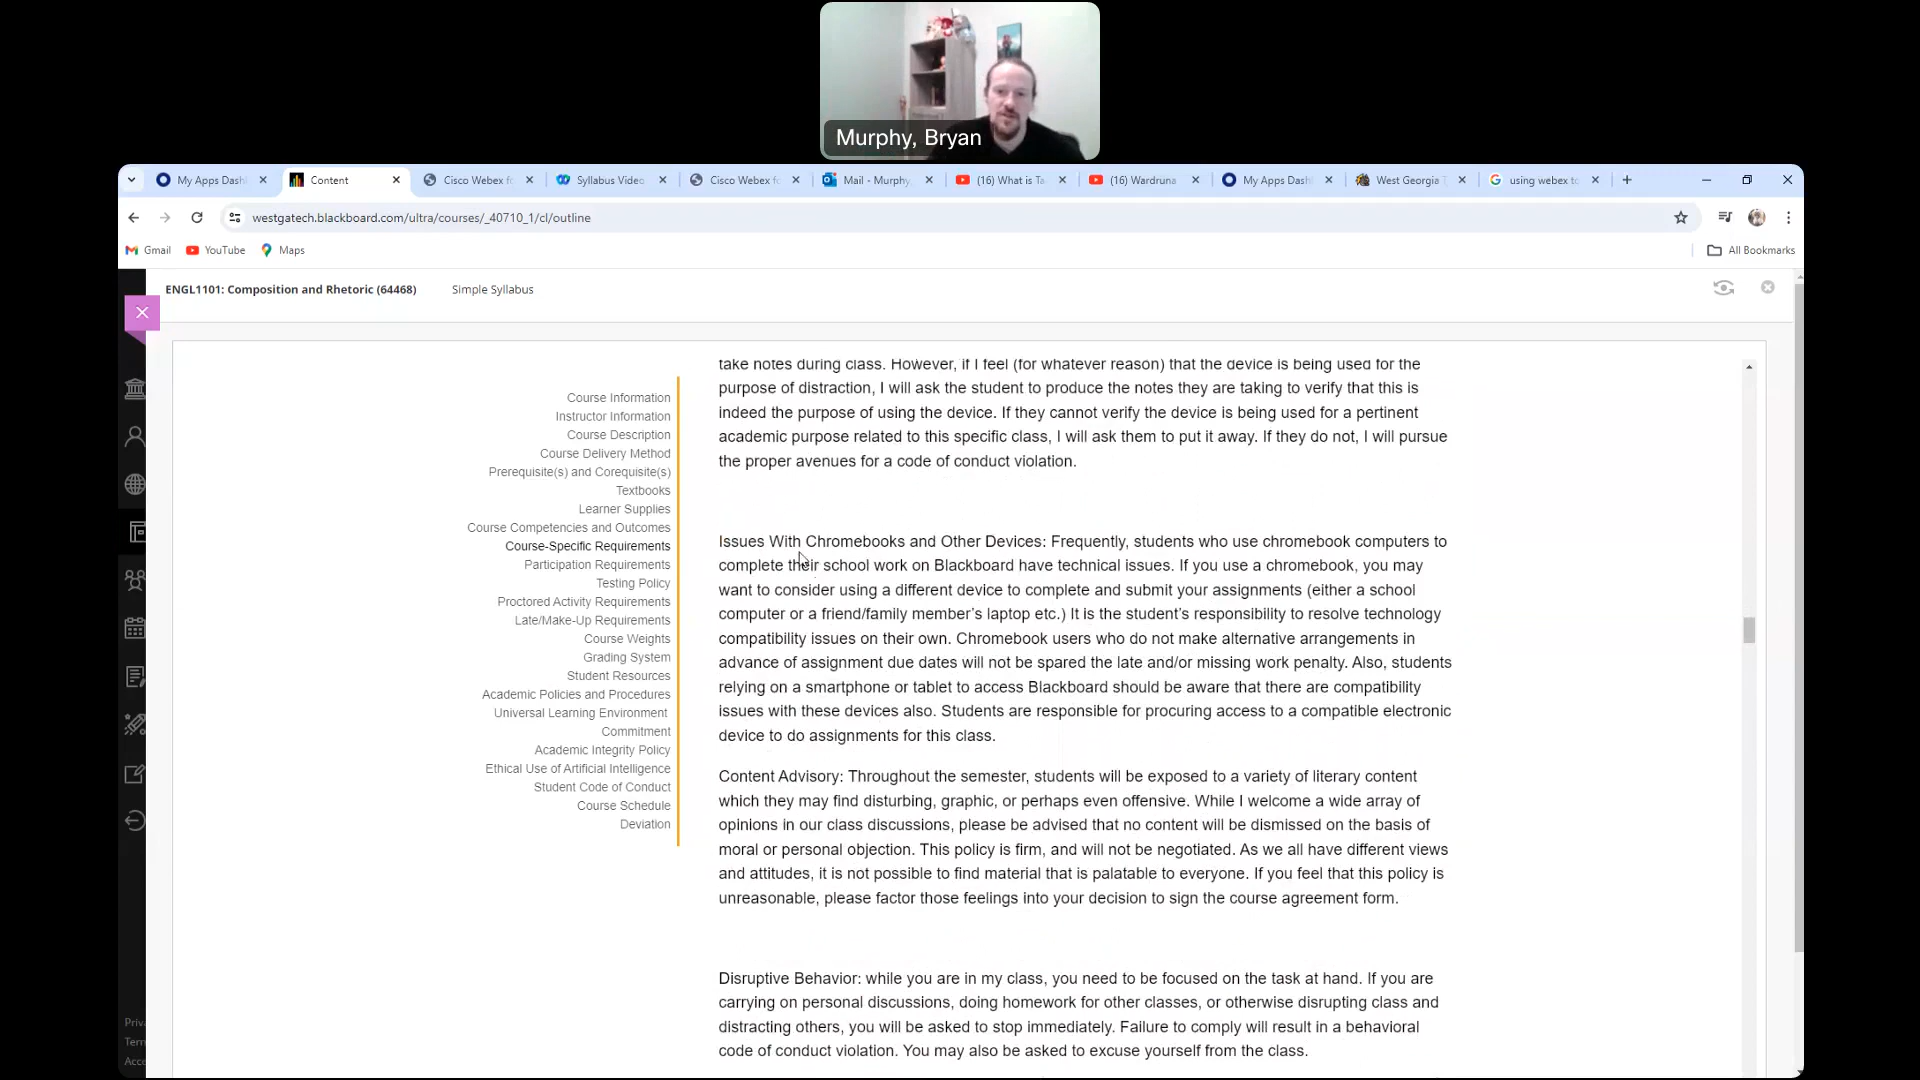 Murphy, Bryan
My Apps Dash
Content
Cisco Webex fo
Syllabus Video
Cisco Webex fo
Mail - Murphy,
(16) What is Ta
(16) Wardruna
My Apps Dash
West Georgia T
using webex to
westgatech.blackboard.com/ultra/courses/_40710_1/cl/outline
Gmail
YouTube
Maps
All Bookmarks
ENGL1101: Composition and Rhetoric (64468)
Simple Syllabus
Course Information
Instructor Information
Course Description
Course Delivery Method
Prerequisite(s) and Corequisite(s)
Textbooks
Learner Supplies
Course Competencies and Outcomes
Course-Specific Requirements
Participation Requirements
Testing Policy
Proctored Activity Requirements
Late/Make-Up Requirements
Course Weights
Grading System
Student Resources
Academic Policies and Procedures
Universal Learning Environment
Commitment
Academic Integrity Policy
Ethical Use of Artificial Intelligence
Student Code of Conduct
Course Schedule
Deviation
take notes during class. However, if I feel (for whatever reason) that the device is being used for the
purpose of distraction, I will ask the student to produce the notes they are taking to verify that this is
indeed the purpose of using the device. If they cannot verify the device is being used for a pertinent
academic purpose related to this specific class, I will ask them to put it away. If they do not, I will pursue
the proper avenues for a code of conduct violation.
Issues With Chromebooks and Other Devices: Frequently, students who use chromebook computers to
complete their school work on Blackboard have technical issues. If you use a chromebook, you may
want to consider using a different device to complete and submit your assignments (either a school
computer or a friend/family member's laptop etc.) It is the student's responsibility to resolve technology
compatibility issues on their own. Chromebook users who do not make alternative arrangements in
advance of assignment due dates will not be spared the late and/or missing work penalty. Also, students
relying on a smartphone or tablet to access Blackboard should be aware that there are compatibility
issues with these devices also. Students are responsible for procuring access to a compatible electronic
device to do assignments for this class.
Content Advisory: Throughout the semester, students will be exposed to a variety of literary content
which they may find disturbing, graphic, or perhaps even offensive. While I welcome a wide array of
opinions in our class discussions, please be advised that no content will be dismissed on the basis of
moral or personal objection. This policy is firm, and will not be negotiated. As we all have different views
and attitudes, it is not possible to find material that is palatable to everyone. If you feel that this policy is
unreasonable, please factor those feelings into your decision to sign the course agreement form.
Disruptive Behavior: while you are in my class, you need to be focused on the task at hand. If you are
carrying on personal discussions, doing homework for other classes, or otherwise disrupting class and
distracting others, you will be asked to stop immediately. Failure to comply will result in a behavioral
code of conduct violation. You may also be asked to excuse yourself from the class.
Priva
Term
Acce